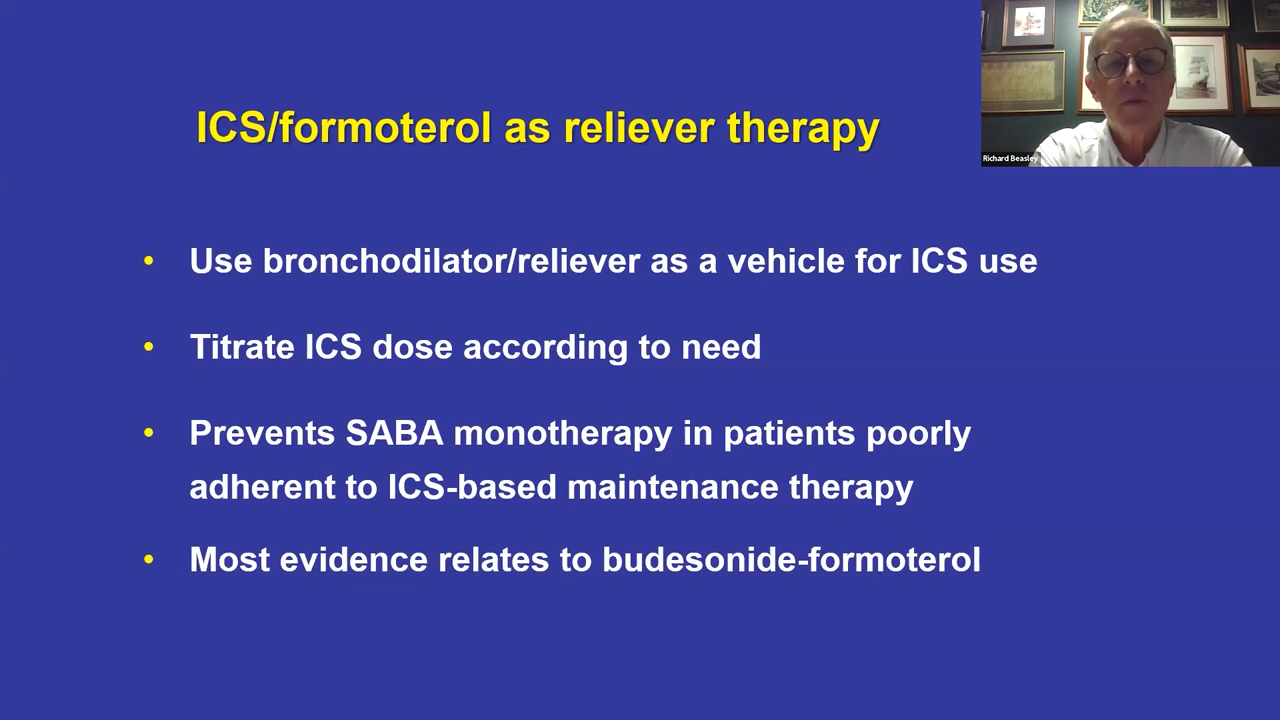 ICS/formoterol as reliever therapy
Richard Beasley
• Use bronchodilator/reliever as a vehicle for ICS use
• Titrate ICS dose according to need
• Prevents SABA monotherapy in patients poorly
adherent to ICS-based maintenance therapy
• Most evidence relates to budesonide-formoterol